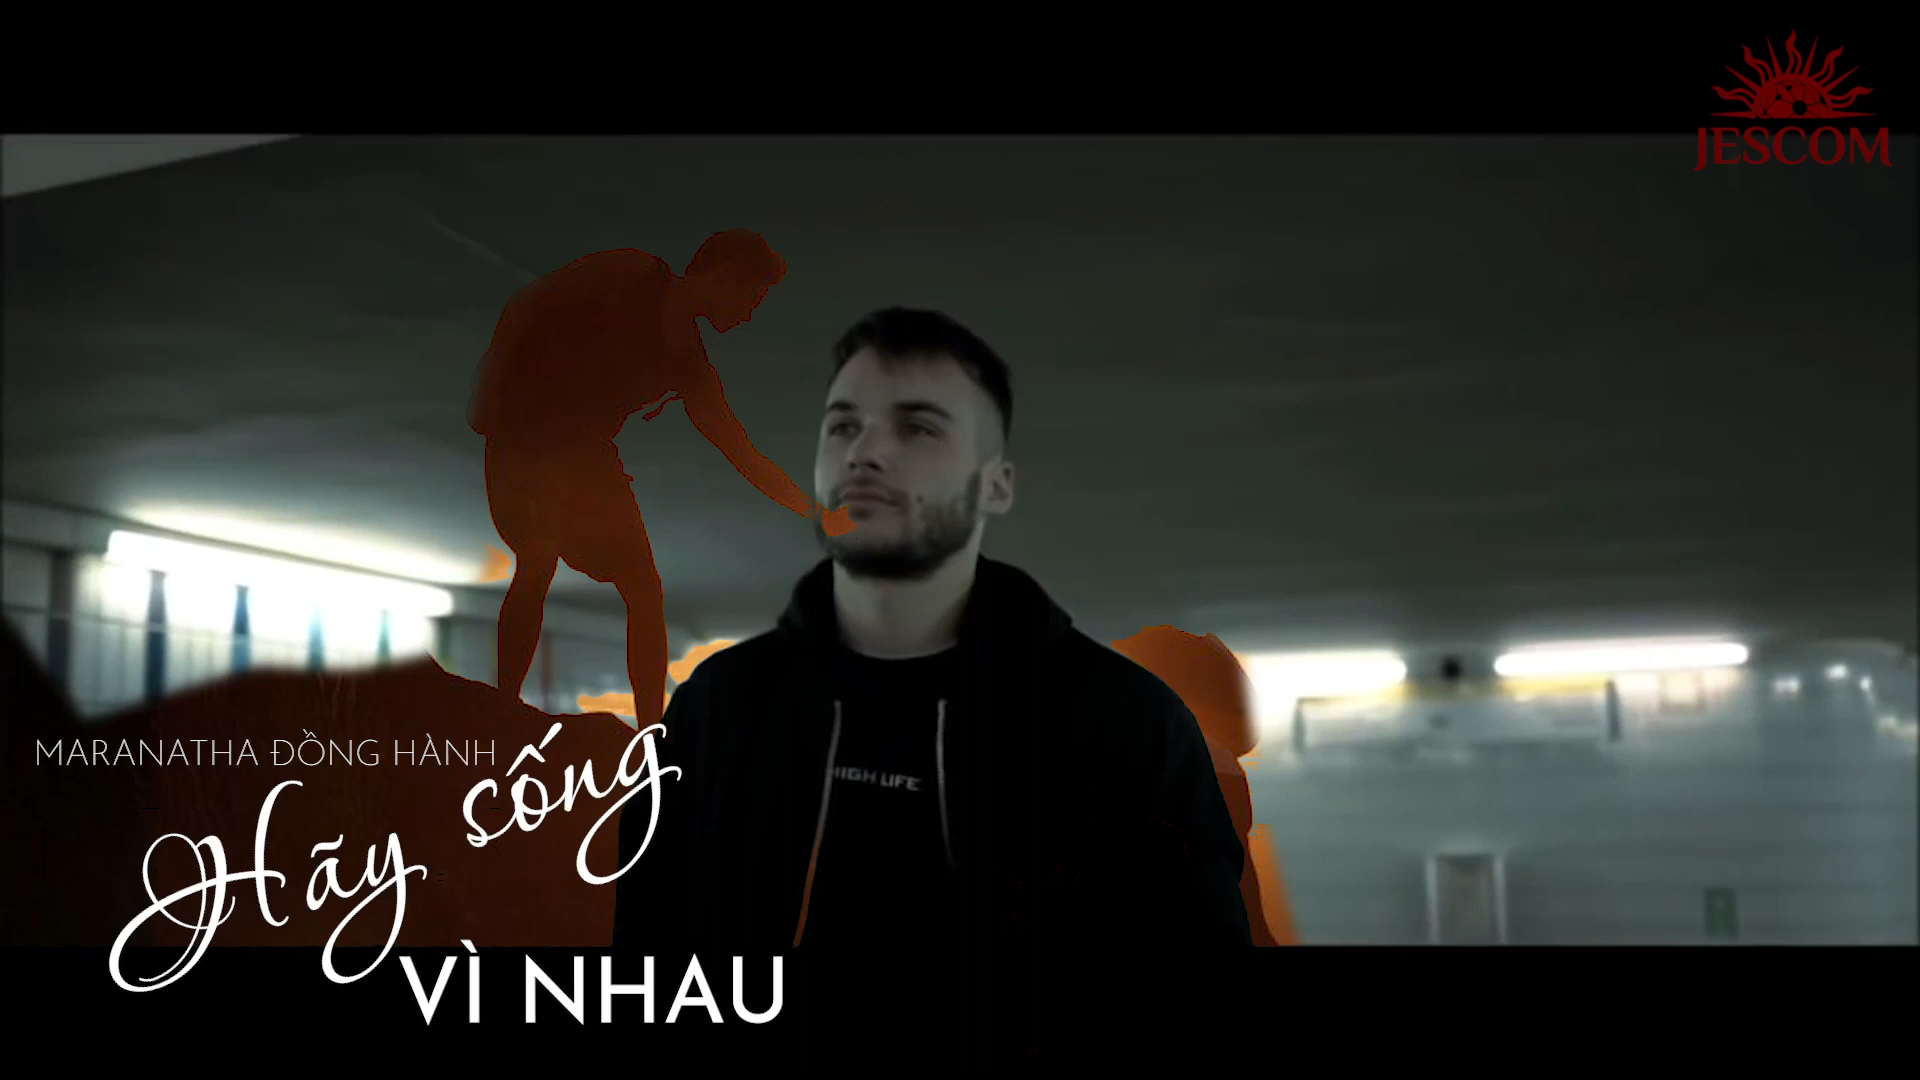 JESCOM
MARANATHA ĐỒNG HÀNH
Hãy sống
VÌ NHAU
HIGH LIFE